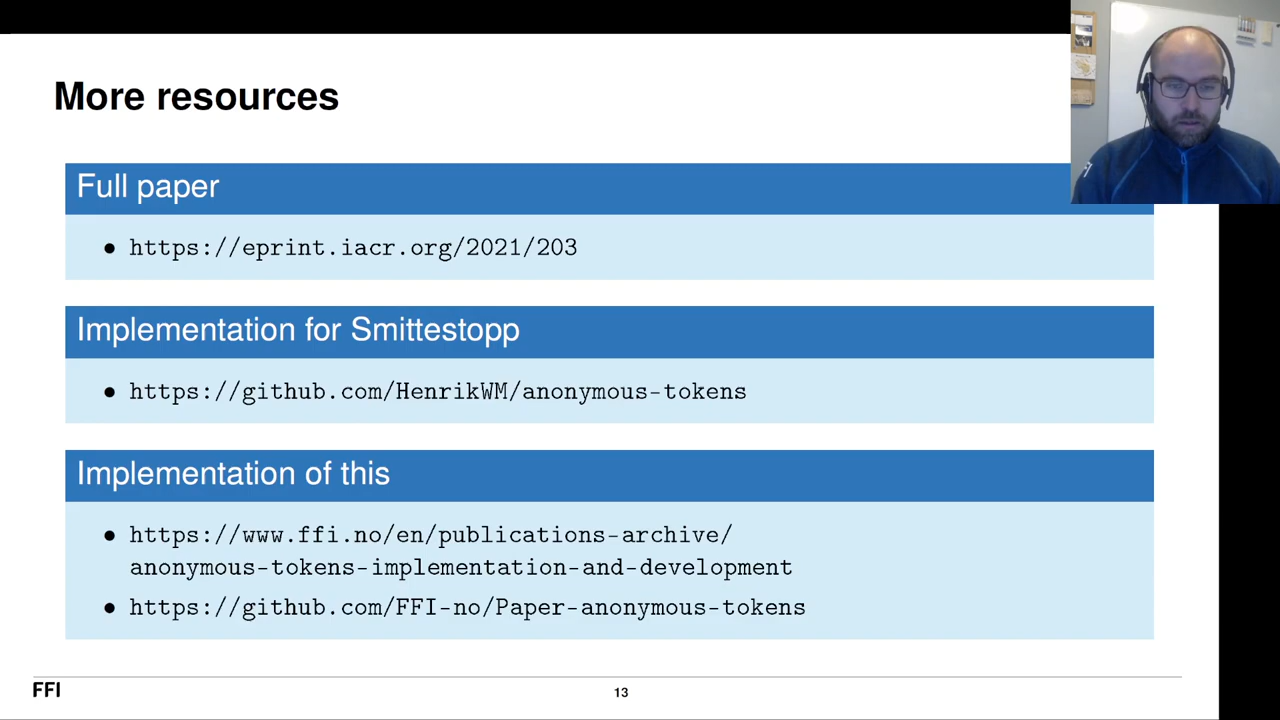 More resources
Full paper
• https://eprint.iacr.org/2021/203
Implementation for Smittestopp
• https://github.com/HenrikWM/anonymous-tokens
Implementation of this
• https://www.ffi.no/en/publications-archive/
anonymous-tokens-implementation-and-development
• https://github.com/FFI-no/Paper-anonymous-tokens
FFI
13